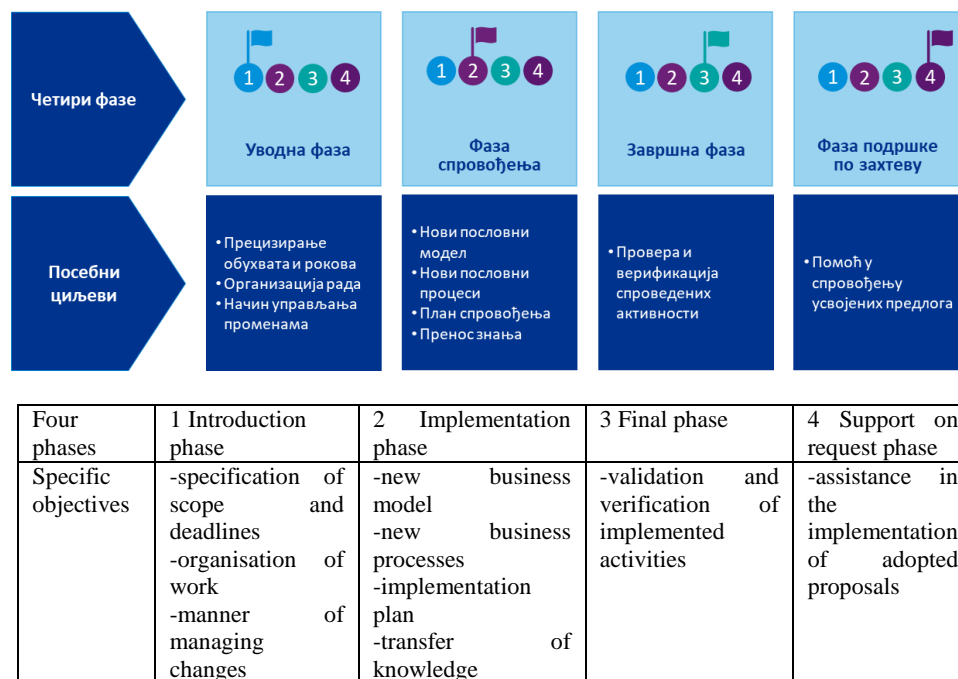 Четири фазе
1 2 3 4
Уводна фаза
1 2 3 4
Фаза
спровођења
1 2 3 4
Завршна фаза
1 2 3 4
Фаза подршке
по захтеву
Посебни
циљеви
• Прецизирање
обухвата и рокова
• Организација рада
• Начин управљања
променама
• Нови пословни
модел
• Нови пословни
процеси
• План спровођења
• Пренос знања
• Провера и
верификација
спроведених
активности
• Помоћ у
спровођењу
усвојених предлога
Four
phases
1 Introduction
phase
2 Implementation
phase
3 Final phase
4 Support on
request phase
Specific
objectives
-specification of
scope and
deadlines
-organisation of
work
-manner of
managing
changes
-new business
model
-new business
processes
-implementation
plan
-transfer of
knowledge
-validation and
verification of
implemented
activities
-assistance in
the
implementation
of adopted
proposals